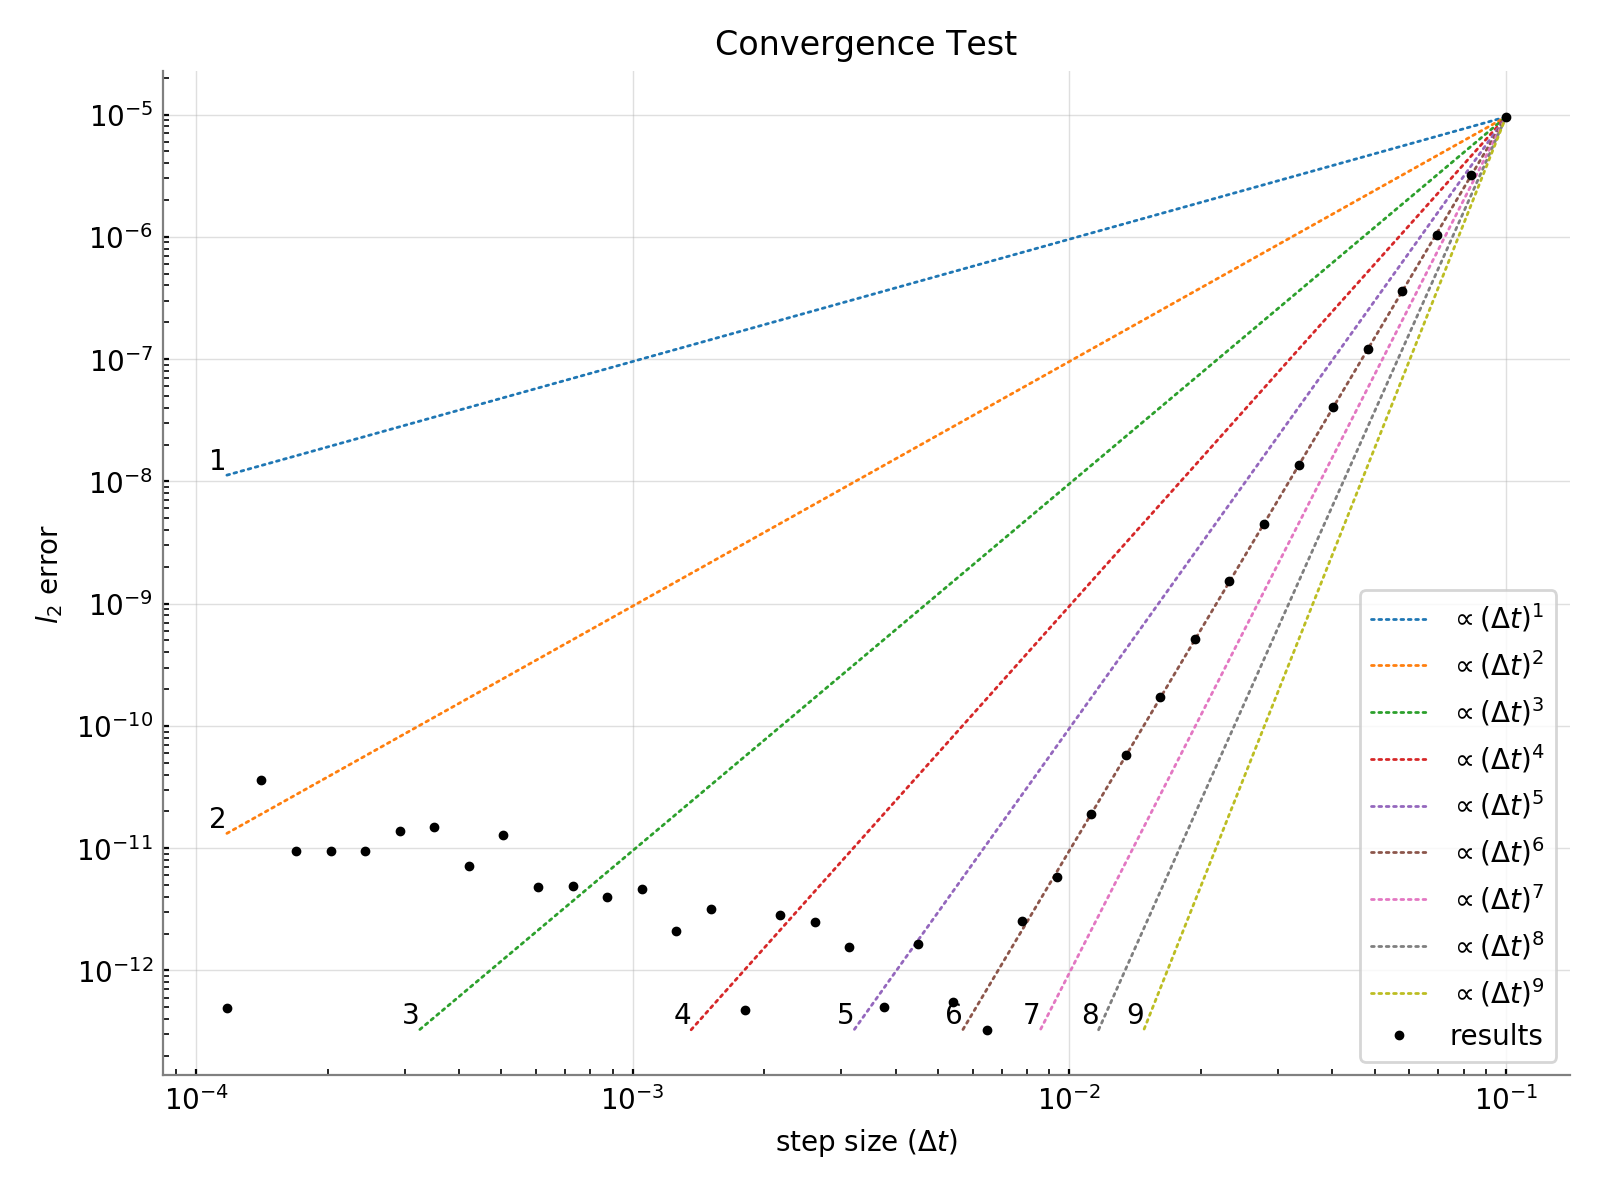 Convergence Test
10⁻⁵
10⁻⁶
10⁻⁷
10⁻⁸
10⁻⁹
10⁻¹⁰
10⁻¹¹
10⁻¹²
l₂ error
1
2
3
4
5
6
7
8
9
∝ (Δt)¹
∝ (Δt)²
∝ (Δt)³
∝ (Δt)⁴
∝ (Δt)⁵
∝ (Δt)⁶
∝ (Δt)⁷
∝ (Δt)⁸
∝ (Δt)⁹
results
10⁻⁴
10⁻³
10⁻²
10⁻¹
step size (Δt)